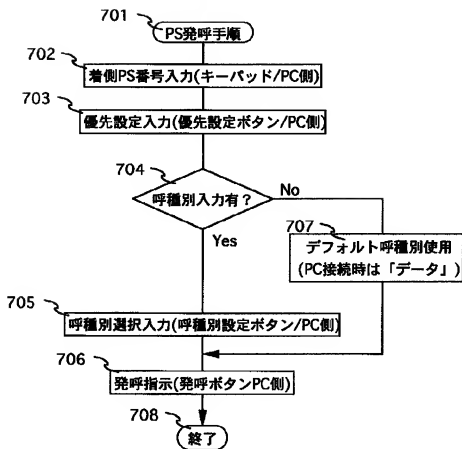 701
PS発呼手順
702
着側PS番号入力(キーパッド/PC側)
703
優先設定入力(優先設定ボタン/PC側)
704
呼種別入力有?
No
Yes
707
デフォルト呼種別使用
(PC接続時は「データ」)
705
呼種別選択入力(呼種別設定ボタン/PC側)
706
発呼指示(発呼ボタンPC側)
708
終了